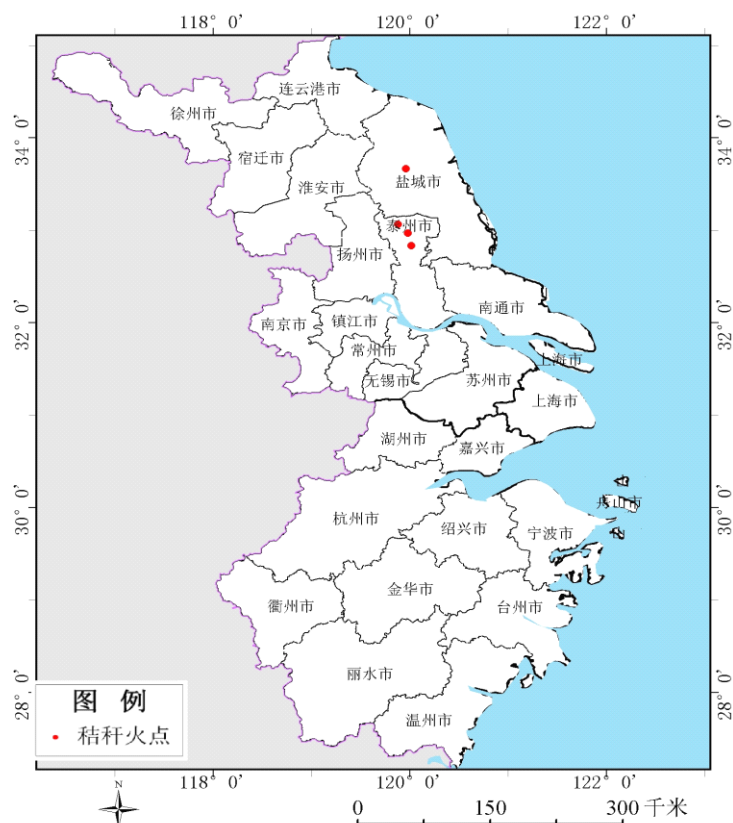 118° 0′
120° 0′
122° 0′
34° 0′
34° 0′
32° 0′
32° 0′
30° 0′
30° 0′
28° 0′
28° 0′
连云港市
徐州市
宿迁市
淮安市
盐城市
泰州市
扬州市
南京市
镇江市
南通市
常州市
无锡市
苏州市
上海市
上海市
湖州市
嘉兴市
杭州市
绍兴市
宁波市
舟山市
衢州市
金华市
台州市
丽水市
温州市
图 例
秸秆火点
118° 0′
120° 0′
122° 0′
N
0 150 300 千米